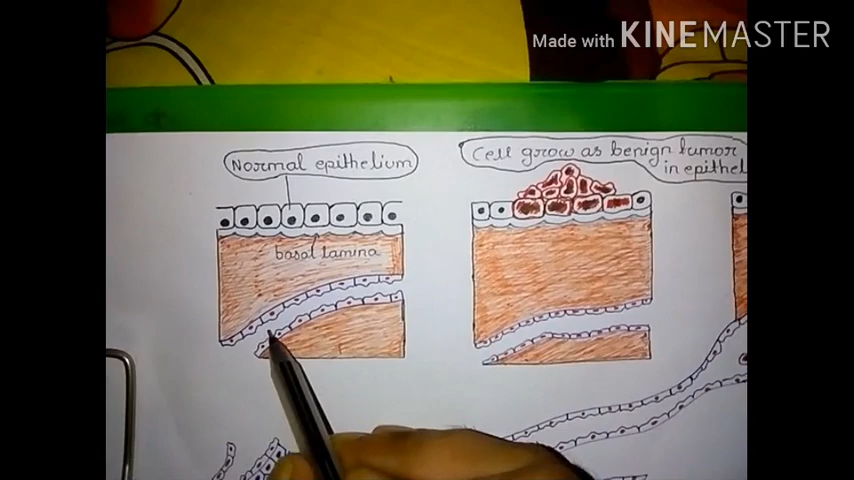 Made with KINEMASTER
Normal epithelium
Cell grow as benign tumor
in epithel
basal lamina